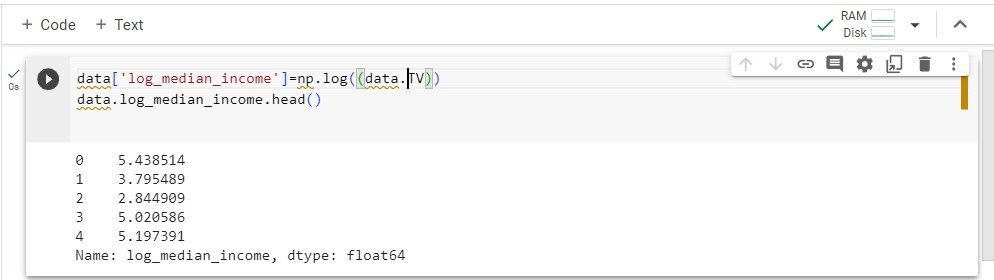 + Code + Text
RAM
Disk
0s
data['log_median_income']=np.log((data.TV))
data.log_median_income.head()
0 5.438514
1 3.795489
2 2.844909
3 5.020586
4 5.197391
Name: log_median_income, dtype: float64